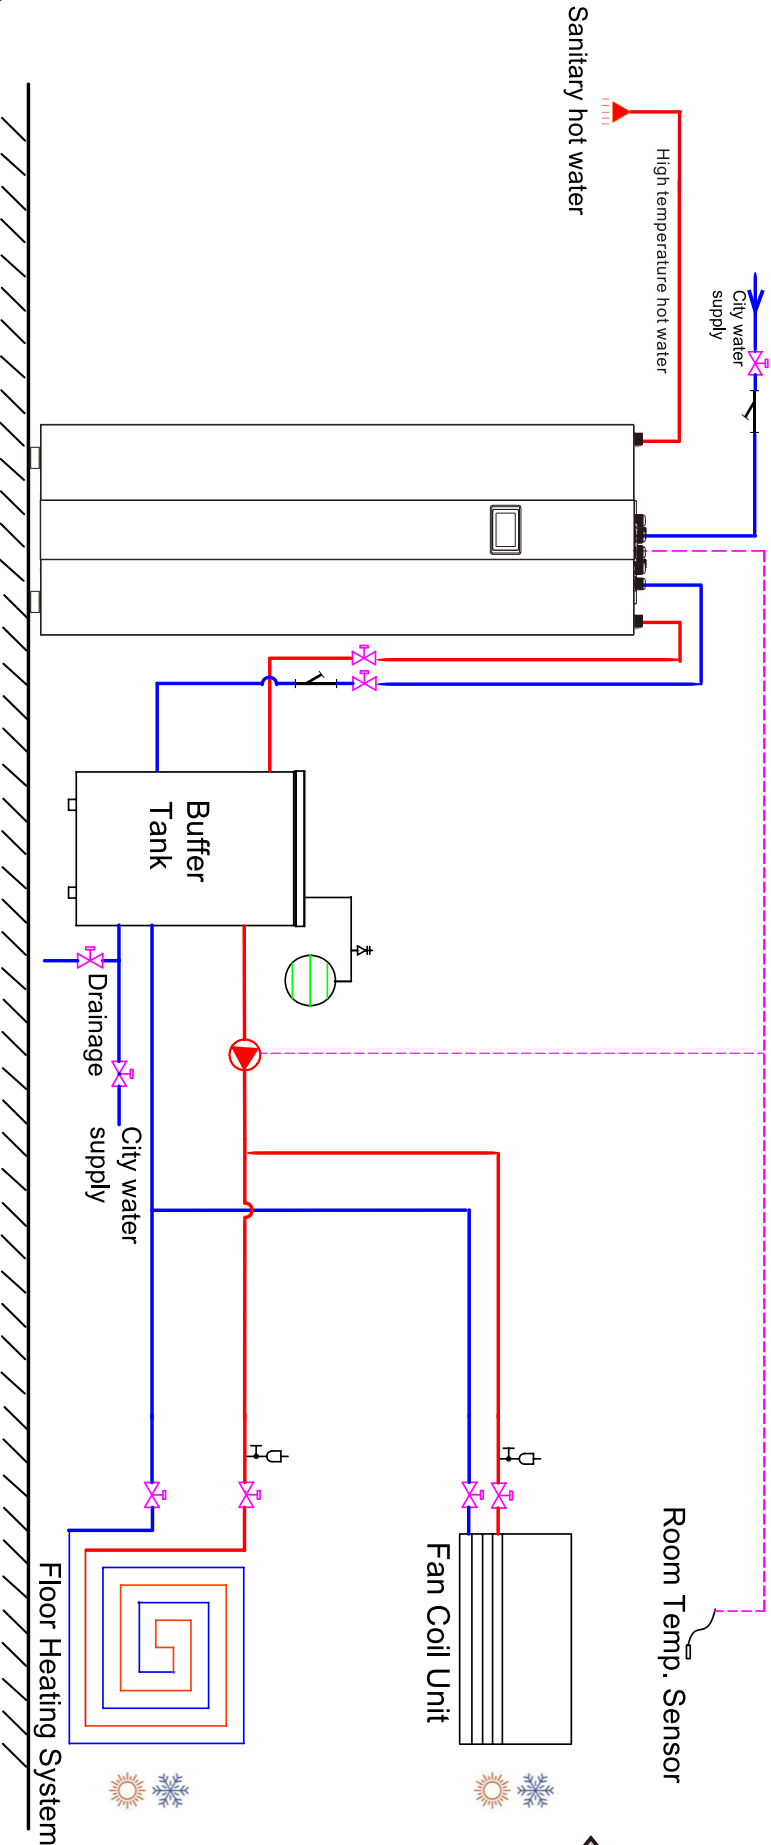 Sanitary hot water
High temperature hot water
City water
supply
Buffer
Tank
Drainage
City water
supply
Room Temp. Sensor
Fan Coil Unit
Floor Heating System